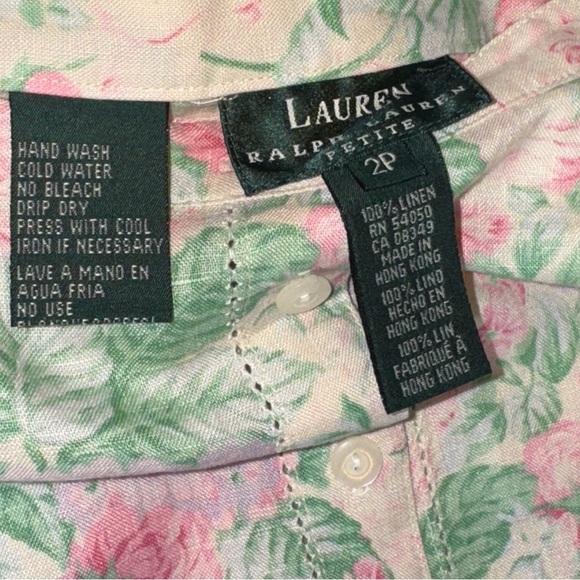 HAND WASH
COLD WATER
NO BLEACH
DRIP DRY
PRESS WITH COOL
IRON IF NECESSARY
LAVE A MANO EN
AGUA FRIA
NO USE
LAUREN
RALPH LAUREN
PETITE
2P
100% LINEN
RN 54050
CA 08349
MADE IN
HONG KONG
100% LINO
HECHO EN
HONG KONG
100% LIN
FABRIQUÉ À
HONG KONG